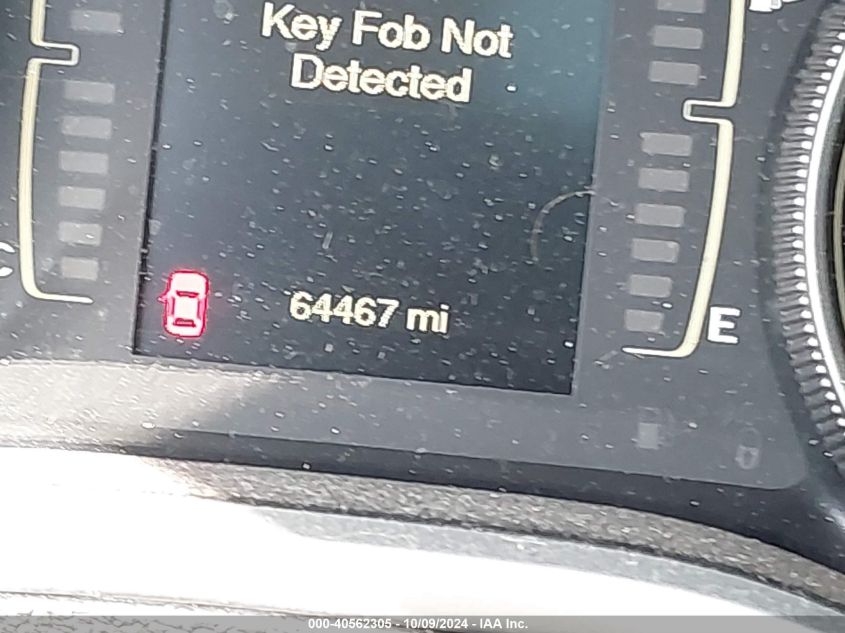 Key Fob Not
Detected
C
64467 mi
E
000-40562305 - 10/09/2024 - IAA Inc.